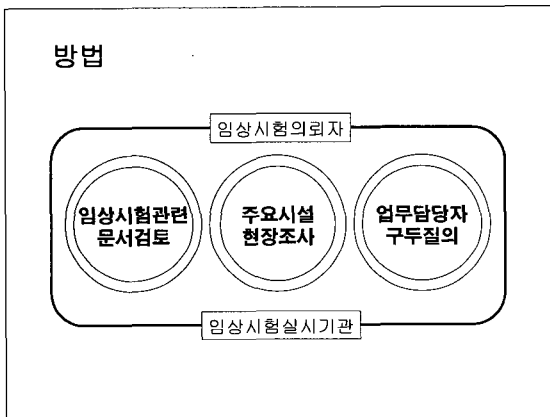 방법
임상시험의뢰자
임상시험관련
문서검토
주요시설
현장조사
업무담당자
구두질의
임상시험실시기관